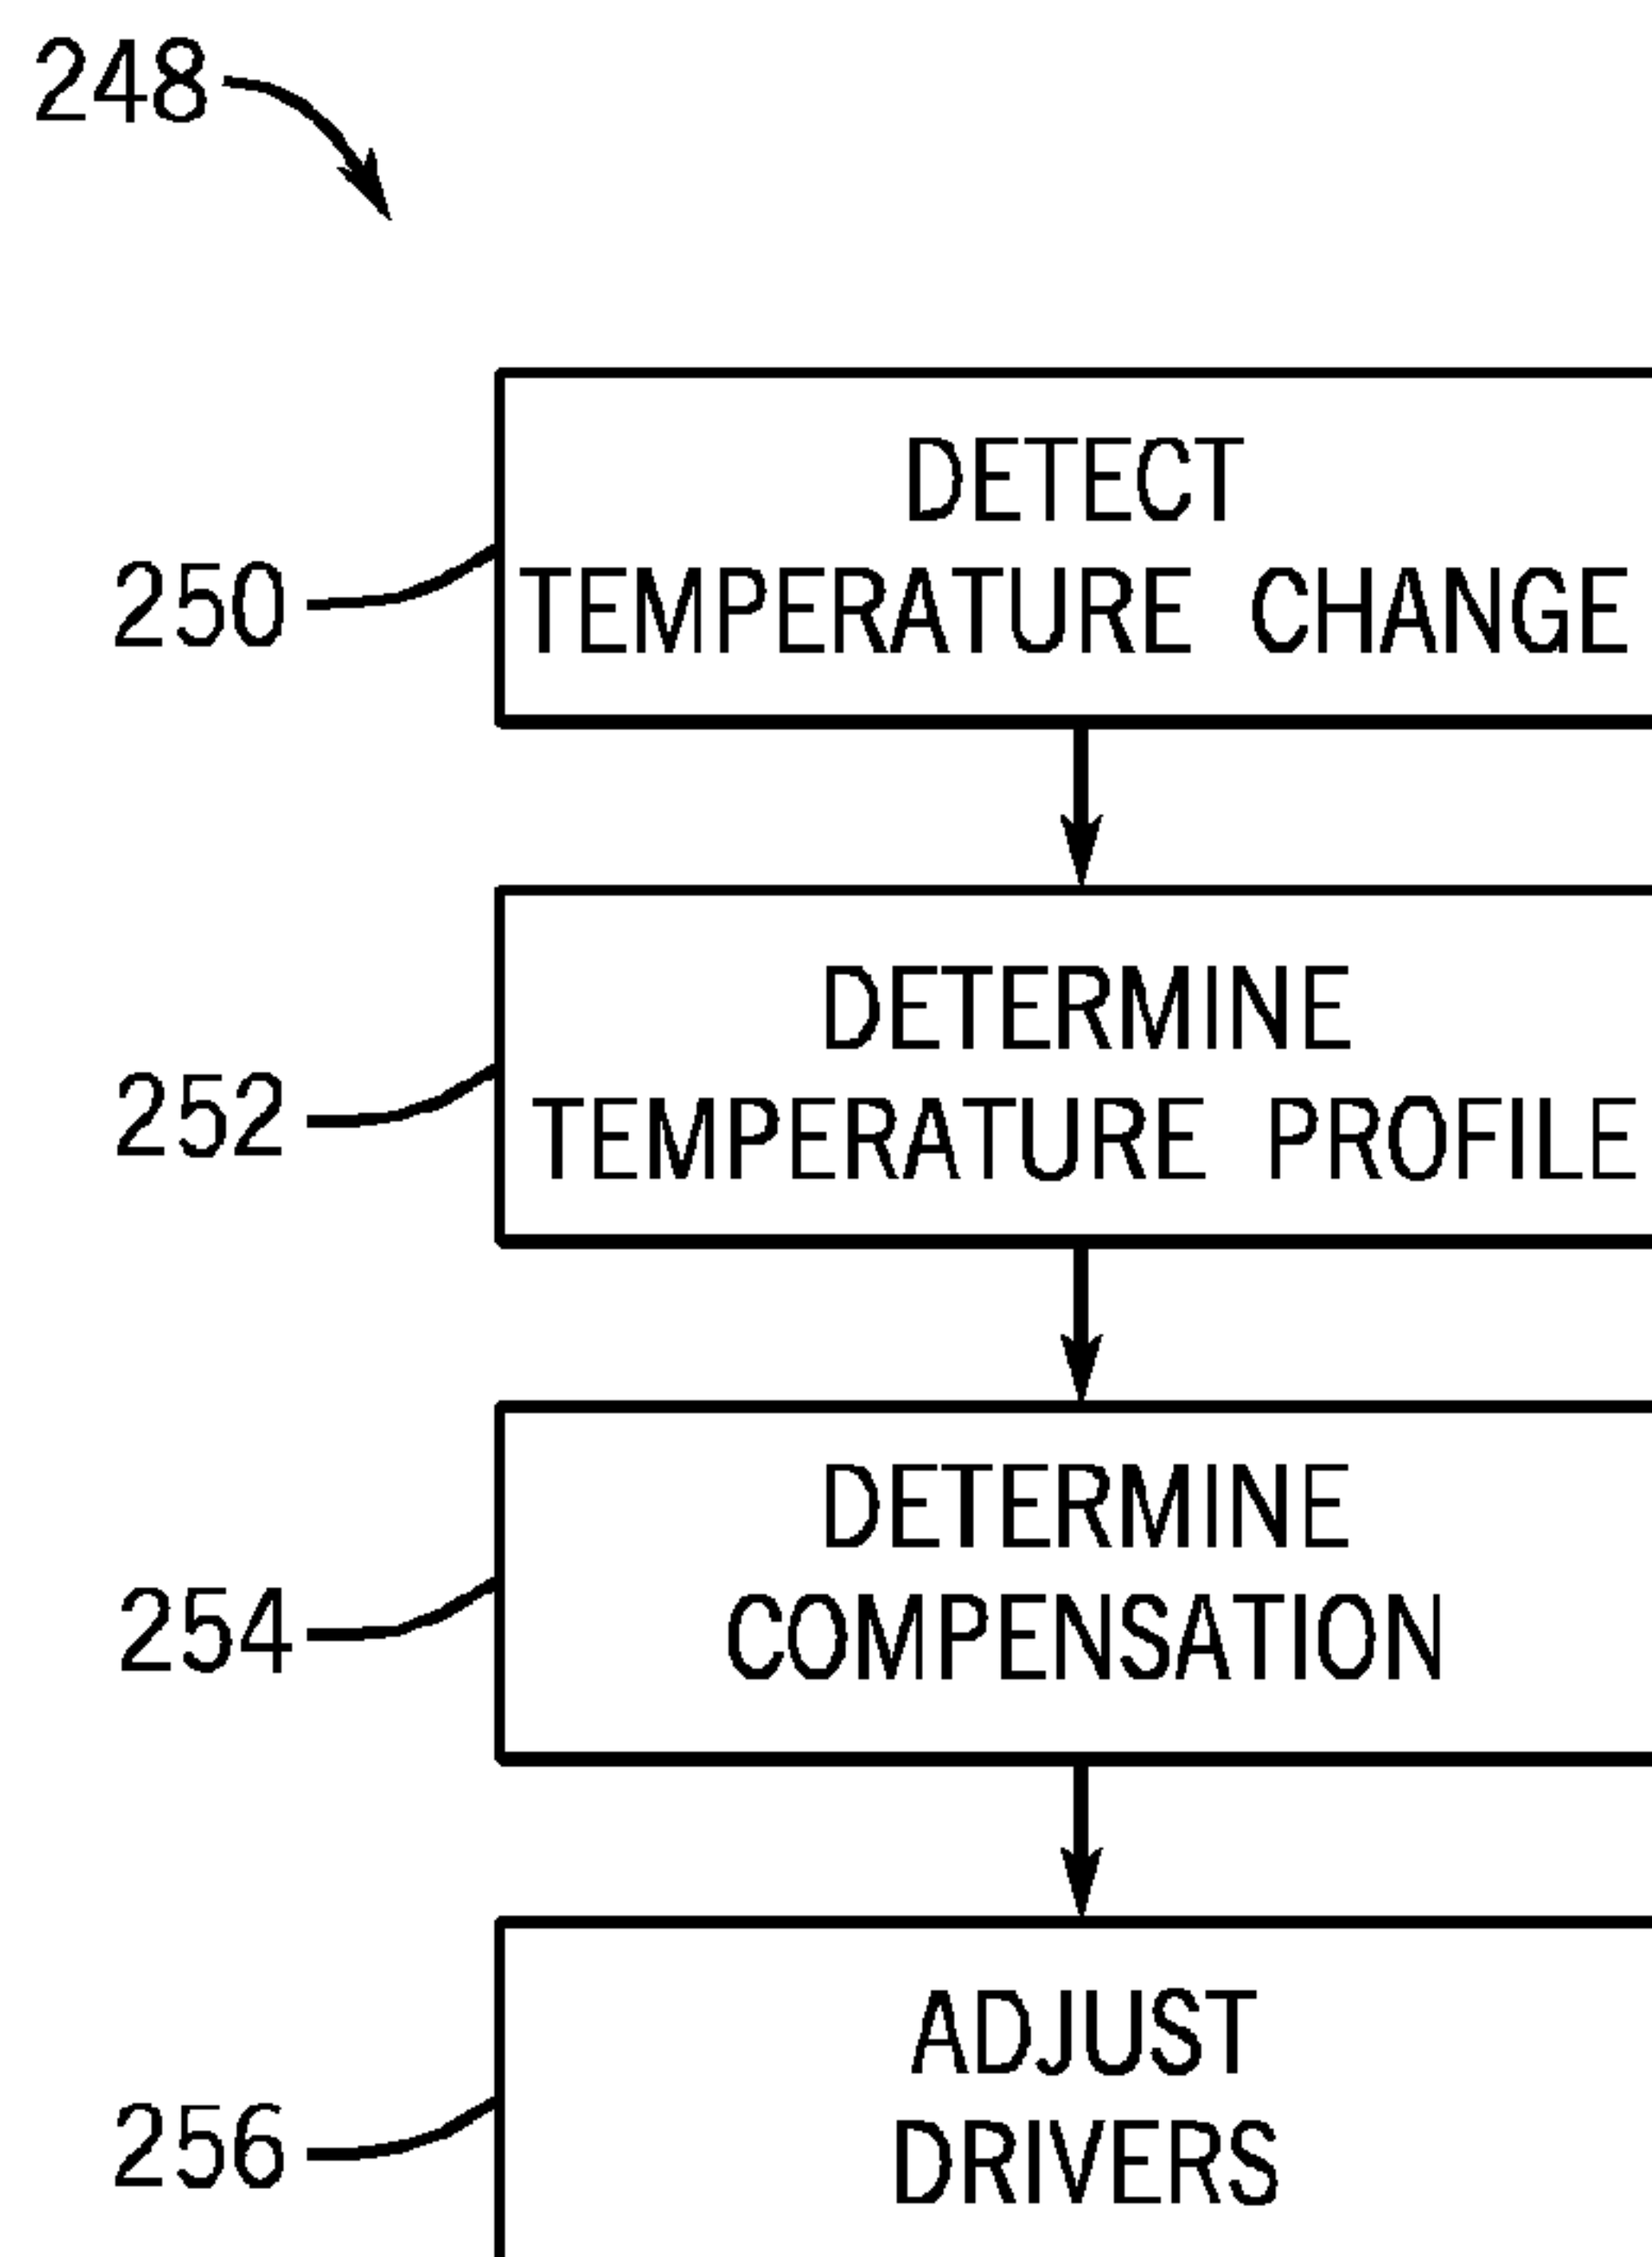 248
250
DETECT
TEMPERATURE CHANGE
252
DETERMINE
TEMPERATURE PROFILE
254
DETERMINE
COMPENSATION
256
ADJUST
DRIVERS